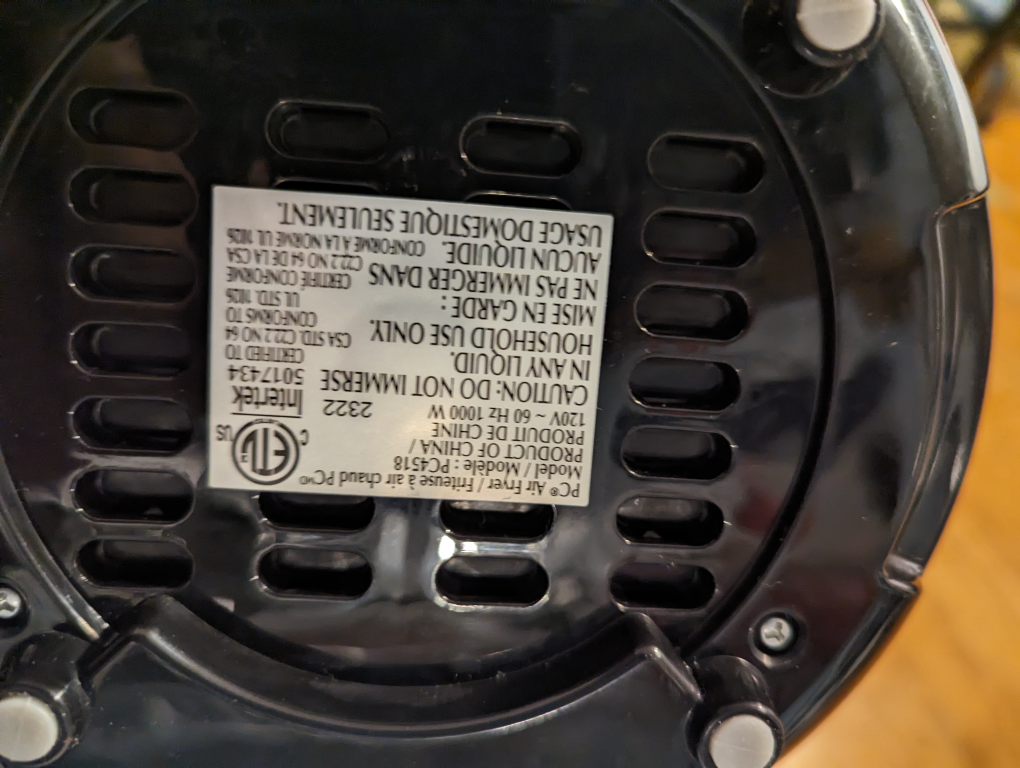 PC® Air Fryer / Friteuse à air chaud PCMD
Model / Modèle : PC4518
PRODUCT OF CHINA /
PRODUIT DE CHINE
120V ~ 60 Hz 1000 W
2322
CAUTION: DO NOT IMMERSE
IN ANY LIQUID.
HOUSEHOLD USE ONLY.
MISE EN GARDE :
NE PAS IMMERGER DANS
AUCUN LIQUIDE.
USAGE DOMESTIQUE SEULEMENT.
C ETL US
Intertek
5017434
CERTIFIED TO
CSA STD. C22.2 NO 64
CONFORMS TO
UL STD. 1026
CERTIFIÉ CONFORME
C22.2 NO 64 DE LA CSA
CONFORME A LA NORME UL 1026